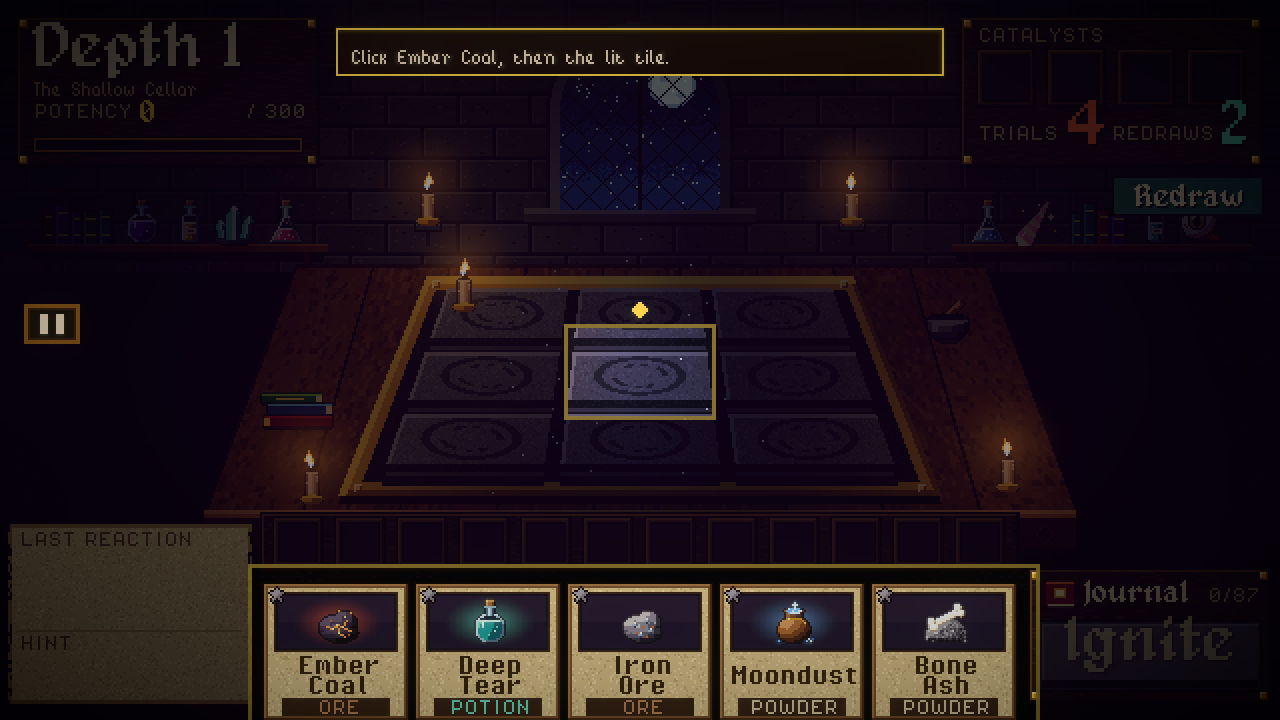 Depth 1
The Shallow Cellar
POTENCY 0 / 300
Click Ember Coal, then the lit tile.
CATALYSTS
TRIALS 4 REDRAWS 2
Redraw
LAST REACTION
HINT
Ember
Coal
ORE
Deep
Tear
POTION
Iron
Ore
ORE
Moondust
POWDER
Bone
Ash
POWDER
Journal 0/87
Ignite